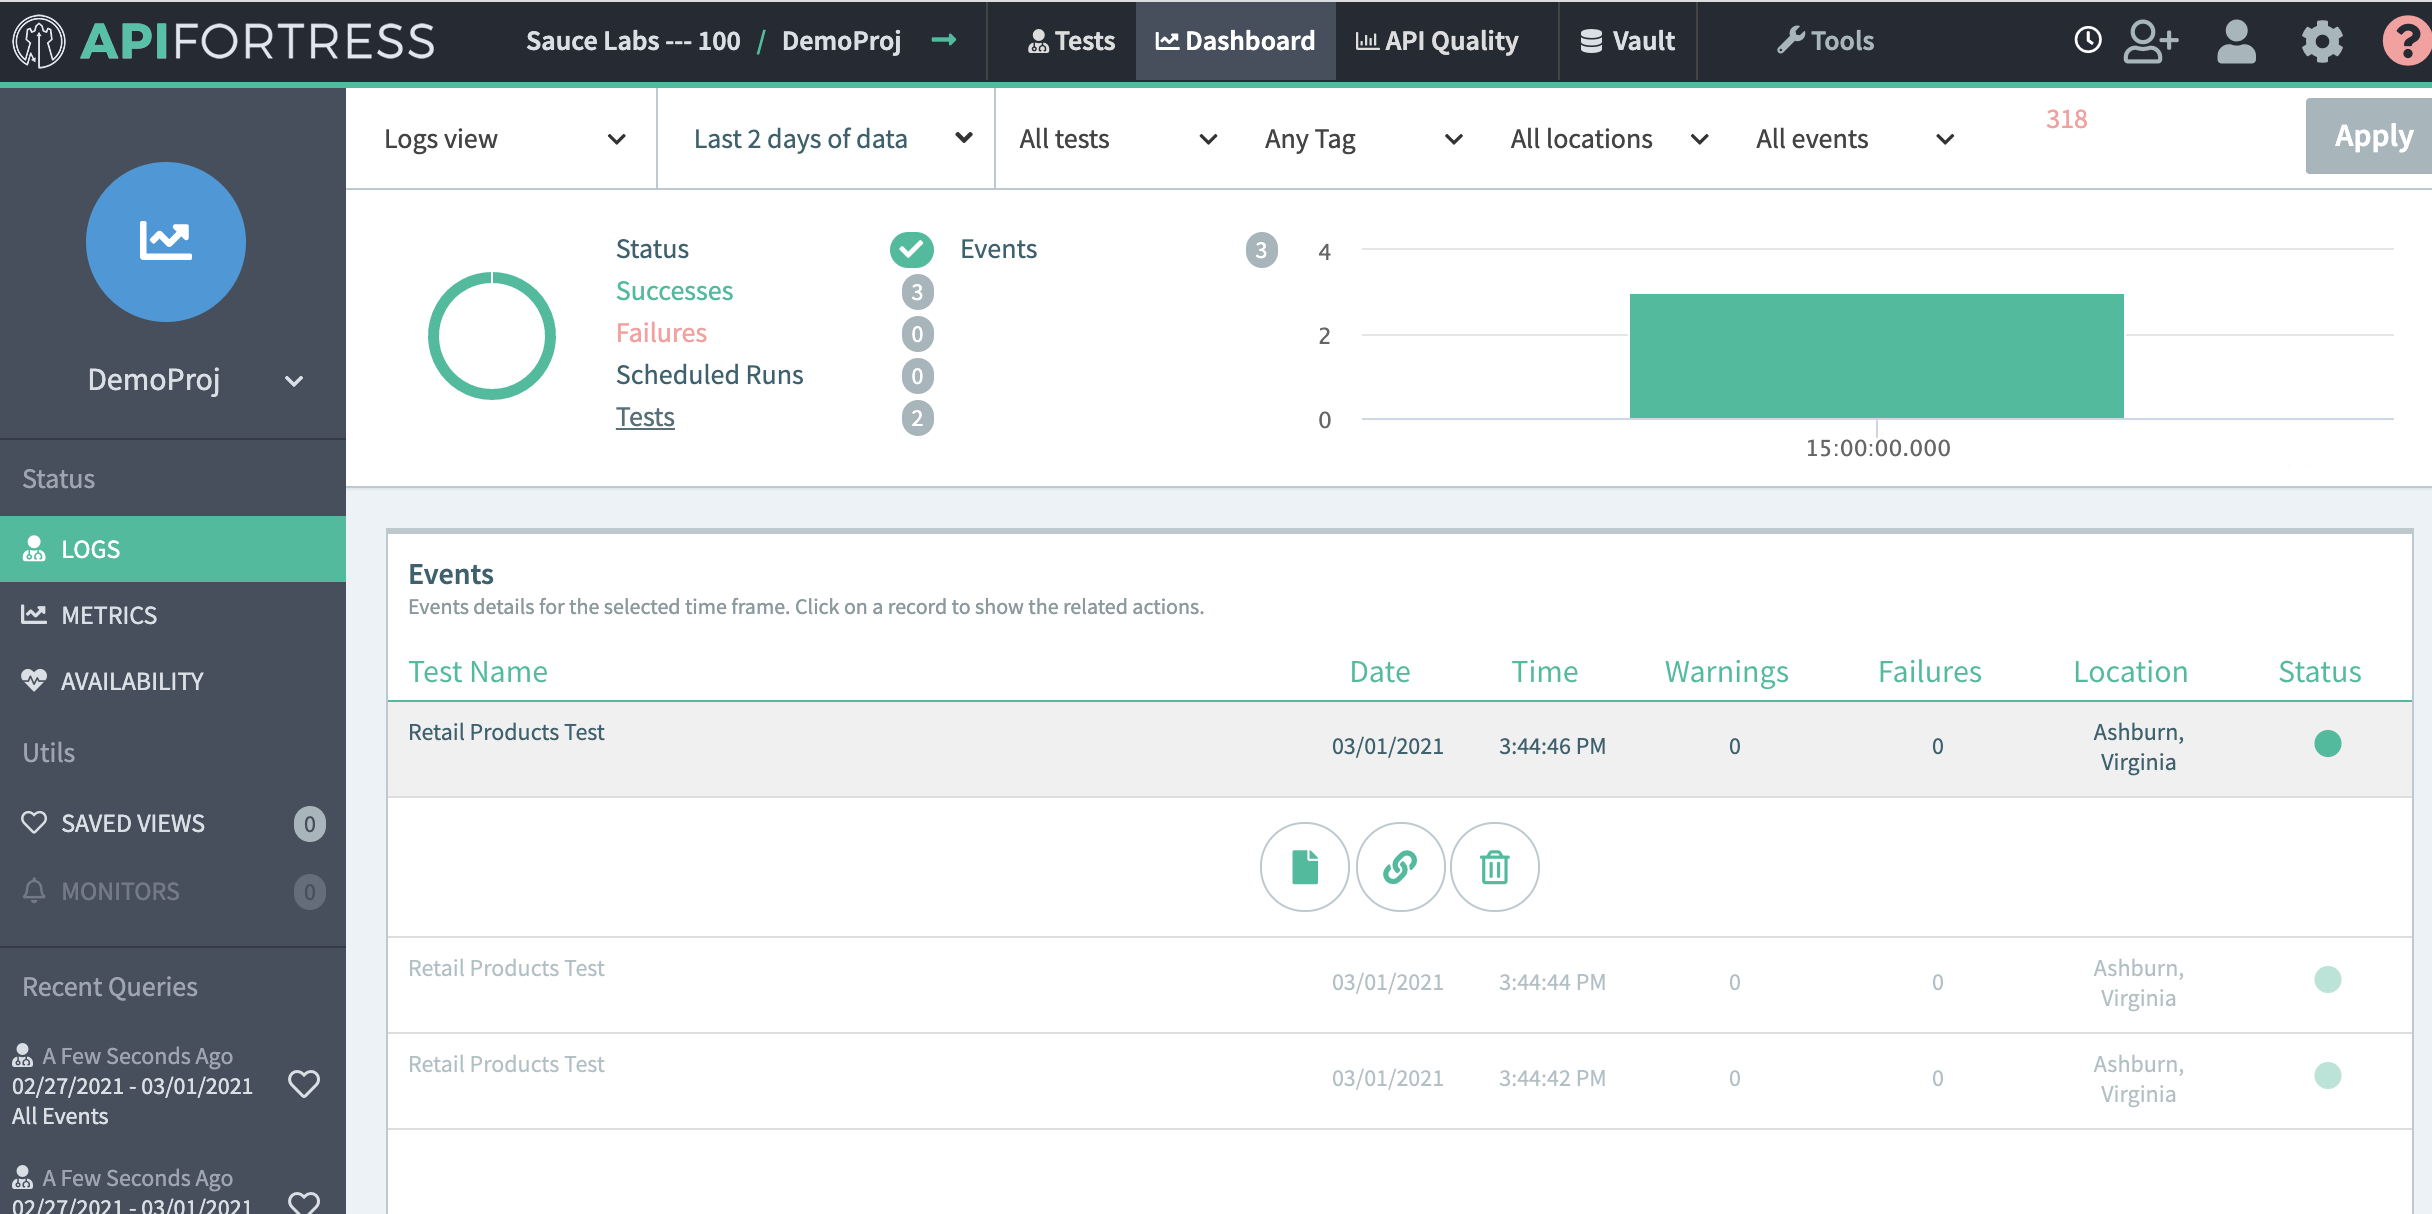 APIFORTRESS
Sauce Labs --- 100 / DemoProj
Tests
Dashboard
API Quality
Vault
Tools
?
Logs view
Last 2 days of data
All tests
Any Tag
All locations
All events
318
Apply
DemoProj
Status
LOGS
METRICS
AVAILABILITY
Utils
SAVED VIEWS 0
MONITORS 0
Recent Queries
A Few Seconds Ago
02/27/2021 - 03/01/2021
All Events
A Few Seconds Ago
02/27/2021 - 03/01/2021
Status
Successes 3
Failures 0
Scheduled Runs 0
Tests 2
Events 3
4
2
0
15:00:00.000
Events
Events details for the selected time frame. Click on a record to show the related actions.
Test Name Date Time Warnings Failures Location Status
Retail Products Test 03/01/2021 3:44:46 PM 0 0 Ashburn,
Virginia
Retail Products Test 03/01/2021 3:44:44 PM 0 0 Ashburn,
Virginia
Retail Products Test 03/01/2021 3:44:42 PM 0 0 Ashburn,
Virginia